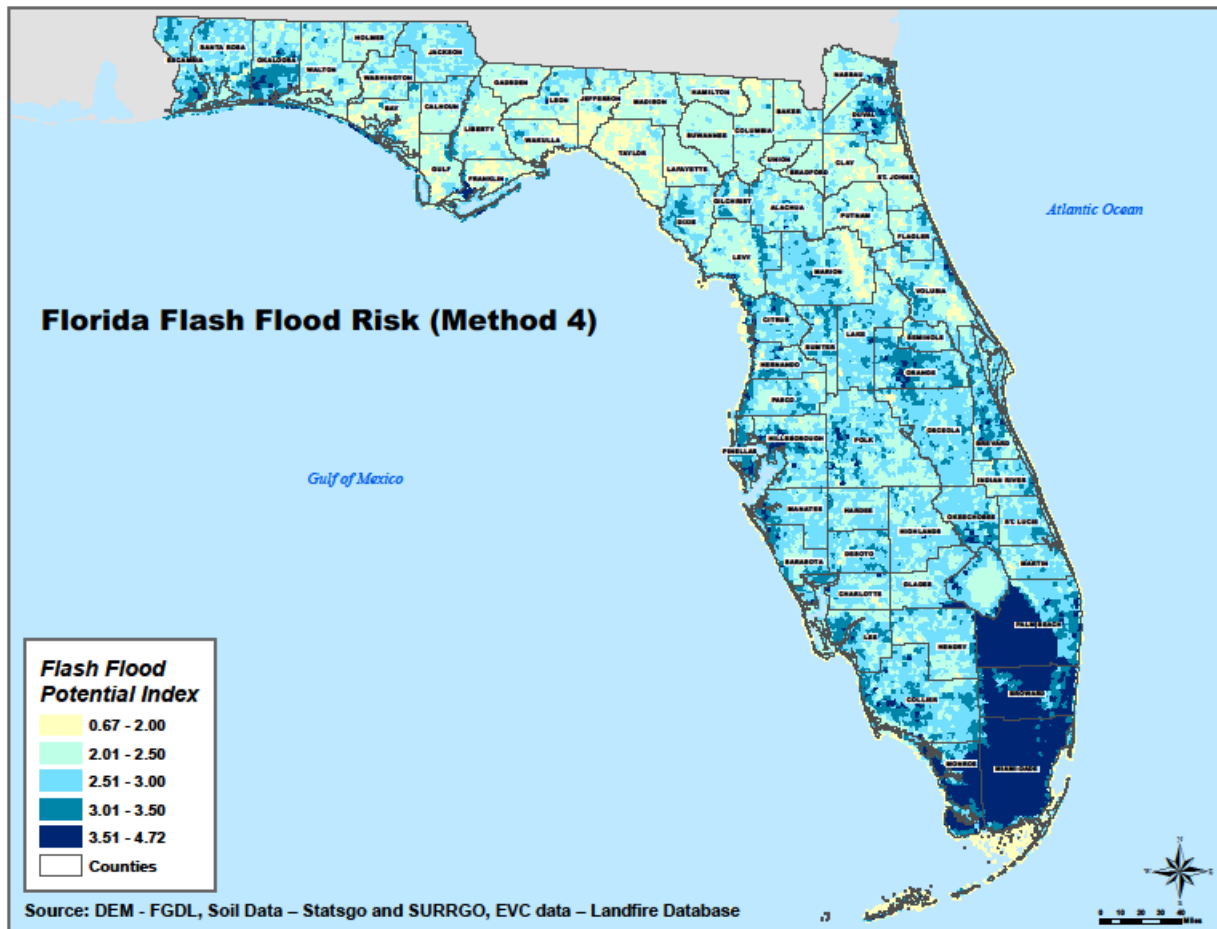 HOLMES
SANTA ROSA
JACKSON
ESCAMBIA
OKALOOSA
WALTON
WASHINGTON
NASSAU
GADSDEN
HAMILTON
LEON
JEFFERSON
MADISON
BAY
CALHOUN
BAKER
DUVAL
LIBERTY
SUWANNEE
COLUMBIA
WAKULLA
TAYLOR
UNION
CLAY
GULF
LAFAYETTE
BRADFORD
FRANKLIN
ST. JOHNS
GILCHRIST
ALACHUA
PUTNAM
Atlantic Ocean
DIXIE
FLAGLER
LEVY
MARION
VOLUSIA
Florida Flash Flood Risk (Method 4)
CITRUS
LAKE
SEMINOLE
SUMTER
HERNANDO
ORANGE
PASCO
OSCEOLA
HILLSBOROUGH
POLK
BREVARD
PINELLAS
Gulf of Mexico
INDIAN RIVER
MANATEE
HARDEE
OKEECHOBEE
ST. LUCIE
HIGHLANDS
DESOTO
SARASOTA
MARTIN
GLADES
CHARLOTTE
PALM BEACH
LEE
HENDRY
BROWARD
COLLIER
MONROE
MIAMI-DADE
Flash Flood
Potential Index
0.67 - 2.00
2.01 - 2.50
2.51 - 3.00
3.01 - 3.50
3.51 - 4.72
Counties
N
W
E
S
Source: DEM - FGDL, Soil Data – Statsgo and SURRGO, EVC data – Landfire Database
0 10 20 30 40
Miles